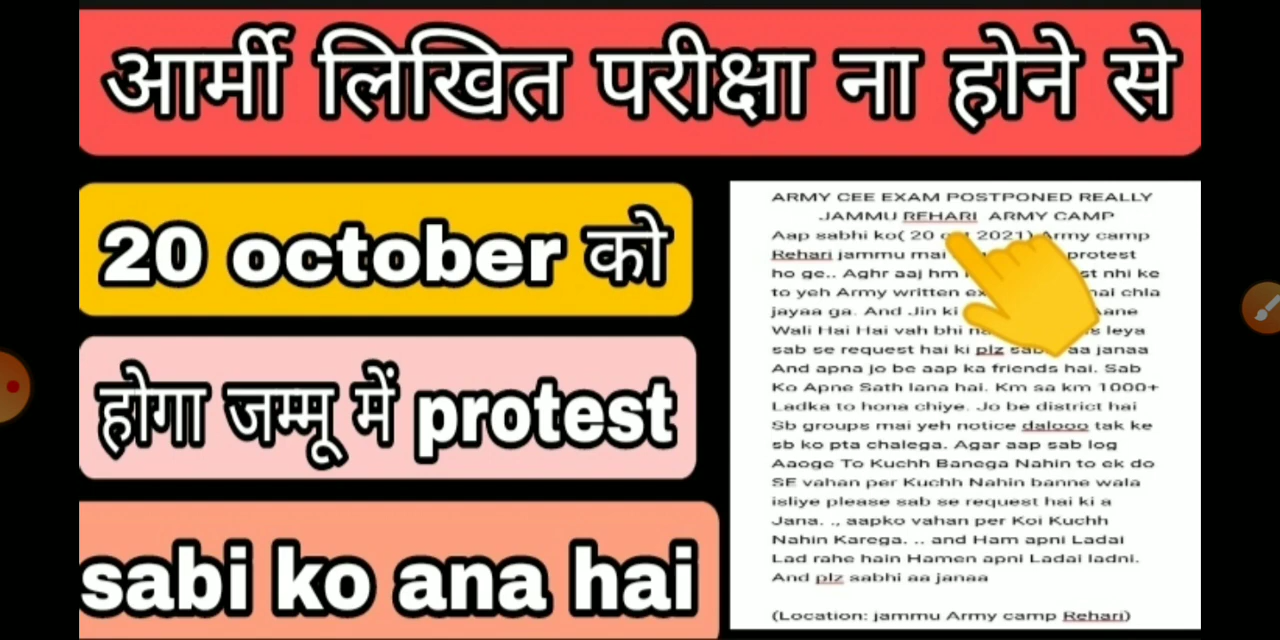 आर्मी लिखित परीक्षा ना होने से
20 october को
होगा जम्मू में protest
sabi ko ana hai
ARMY CEE EXAM POSTPONED REALLY
JAMMU REHARI ARMY CAMP
Aap sabhi ko( 20 2021) Army camp
Rehari jammu mai protest
ho ge.. Aghr aaj hm nhi ke
to yeh Army written chla
jayaa ga. And Jin ki
Wali Hai Hai vah bhi leya
sab se request hai ki plz aa janaa
And apna jo be aap ka friends hai. Sab
Ko Apne Sath lana hai. Km sa km 1000+
Ladka to hona chiye. Jo be district hai
Sb groups mai yeh notice dalooo tak ke
sb ko pta chalega. Agar aap sab log
Aaoge To Kuchh Banega Nahin to ek do
SE vahan per Kuchh Nahin banne wala
isliye please sab se request hai ki a
Jana. ., aapko vahan per Koi Kuchh
Nahin Karega. .. and Ham apni Ladai
Lad rahe hain Hamen apni Ladai ladni.
And plz sabhi aa janaa
(Location: jammu Army camp Rehari)